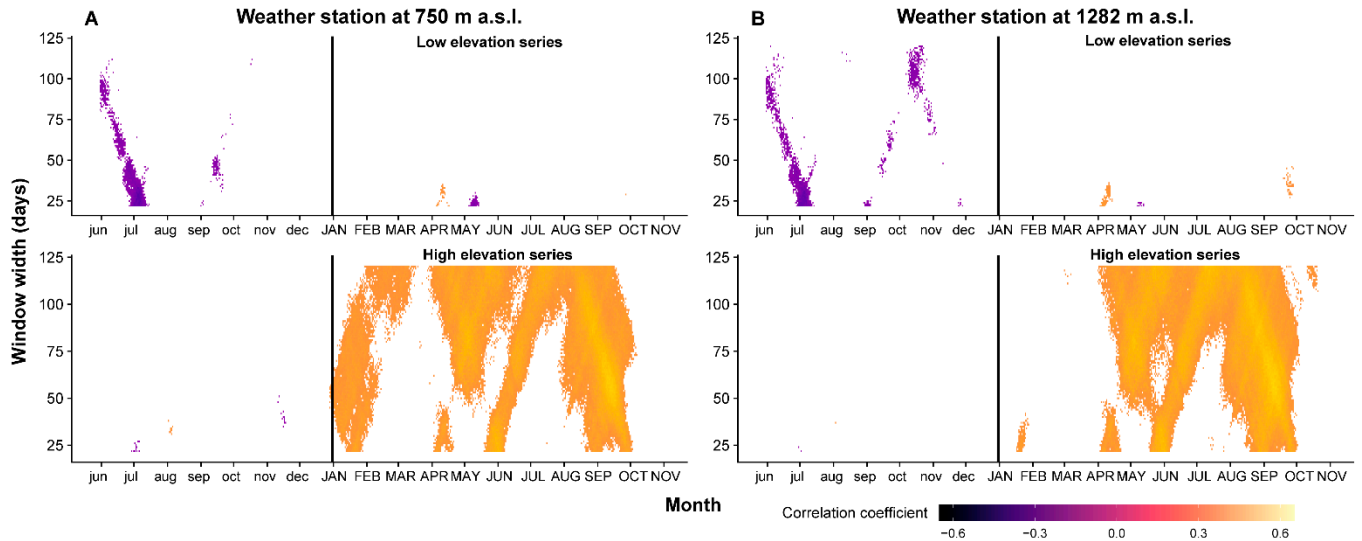 A Weather station at 750 m a.s.l.
B Weather station at 1282 m a.s.l.
Window width (days)
Low elevation series
125
100
75
50
25
jun jul aug sep oct nov dec JAN FEB MAR APR MAY JUN JUL AUG SEP OCT NOV
Low elevation series
125
100
75
50
25
jun jul aug sep oct nov dec JAN FEB MAR APR MAY JUN JUL AUG SEP OCT NOV
High elevation series
125
100
75
50
25
jun jul aug sep oct nov dec JAN FEB MAR APR MAY JUN JUL AUG SEP OCT NOV
High elevation series
125
100
75
50
25
jun jul aug sep oct nov dec JAN FEB MAR APR MAY JUN JUL AUG SEP OCT NOV
Month
Correlation coefficient
−0.6 −0.3 0.0 0.3 0.6